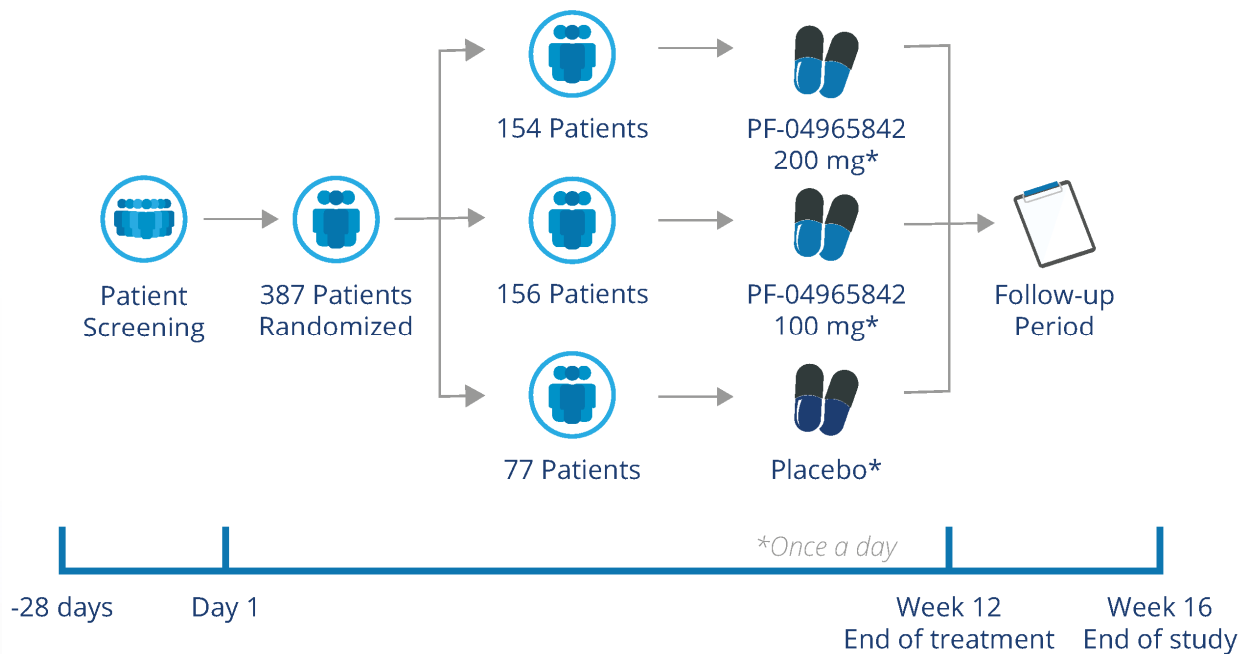 154 Patients
PF-04965842
200 mg*
Patient
Screening
387 Patients
Randomized
156 Patients
PF-04965842
100 mg*
Follow-up
Period
77 Patients
Placebo*
*Once a day
-28 days
Day 1
Week 12
End of treatment
Week 16
End of study